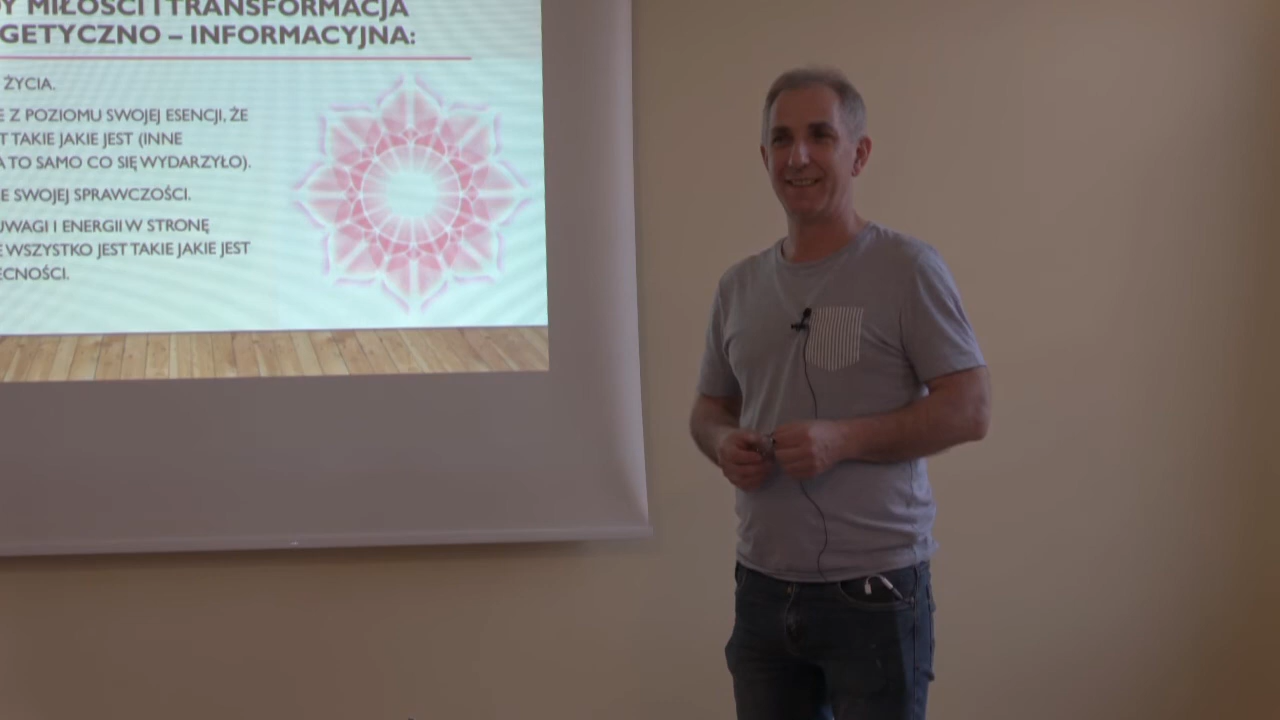 MIŁOŚCI I TRANSFORMACJA
GETYCZNO – INFORMACYJNA:
ŻYCIA.
E Z POZIOMU SWOJEJ ESENCJI, ŻE
T TAKIE JAKIE JEST (INNE
A TO SAMO CO SIĘ WYDARZYŁO).
E SWOJEJ SPRAWCZOŚCI.
UWAGI I ENERGII W STRONĘ
E WSZYSTKO JEST TAKIE JAKIE JEST
ECNOŚCI.